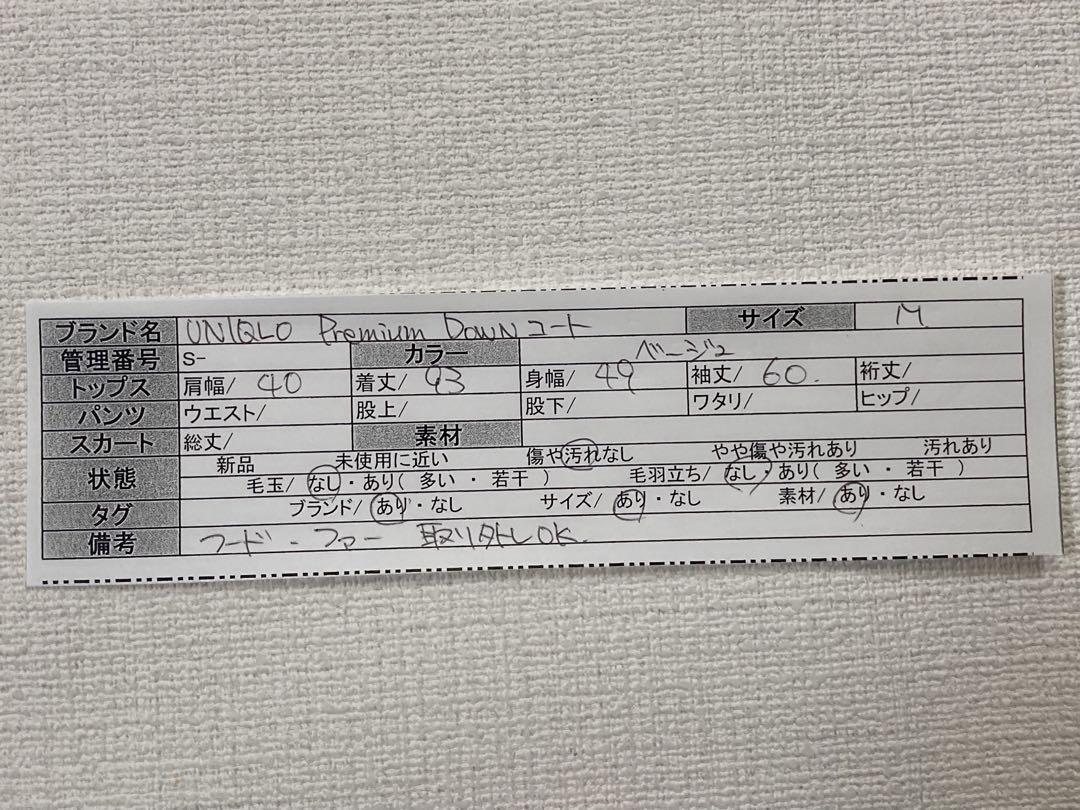 ブランド名 UNIQLO Premium Down コート サイズ M
管理番号 S- カラー ベージュ
トップス 肩幅/ 40 着丈/ 93 身幅/ 49 袖丈/ 60. 裄丈/
パンツ ウエスト/ 股上/ 股下/ ワタリ/ ヒップ/
スカート 総丈/ 素材
状態 新品 未使用に近い 傷や汚れなし やや傷や汚れあり 汚れあり
毛玉/ なし・あり( 多い ・ 若干 ) 毛羽立ち/ なし・あり( 多い ・ 若干 )
タグ ブランド/ あり・なし サイズ/ あり・なし 素材/ あり・なし
備考 フード・ファー 取り外しOK.